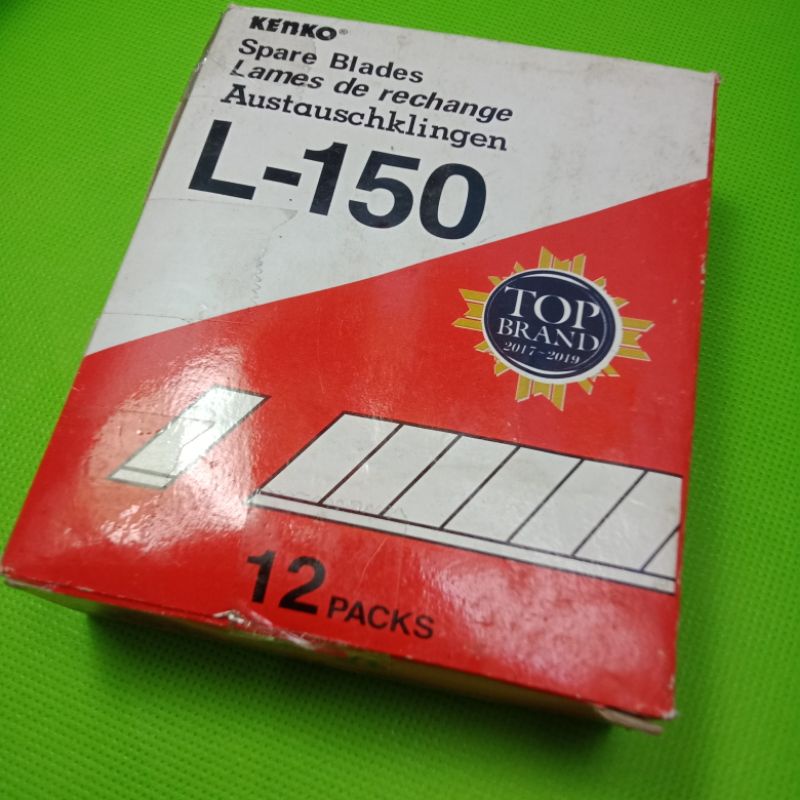 KENKO®
Spare Blades
Lames de rechange
Austauschklingen
L-150
TOP
BRAND
2017-2019
12 PACKS